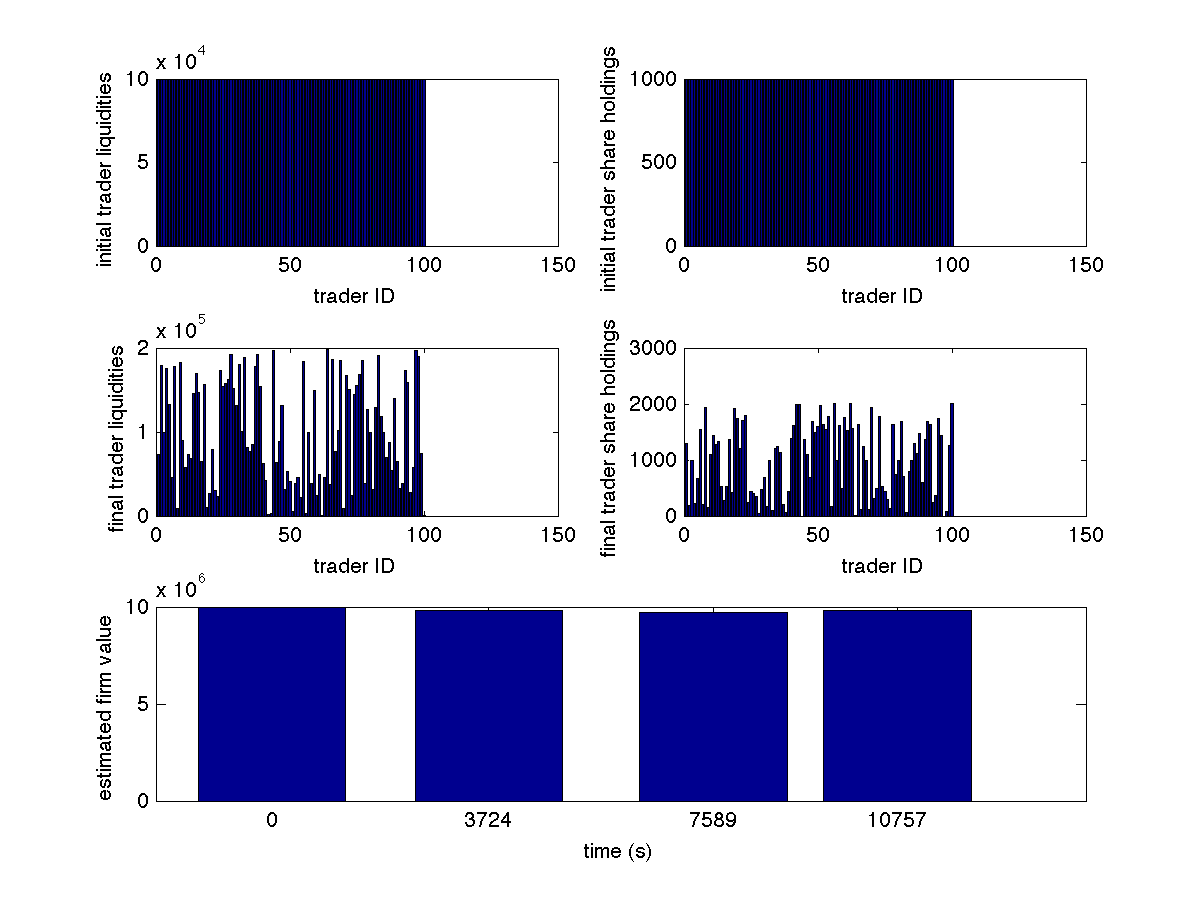 x 10^4
10
5
0
0 50 100 150
trader ID
initial trader liquidities
1000
500
0
0 50 100 150
trader ID
initial trader share holdings
x 10^5
2
1
0
0 50 100 150
trader ID
final trader liquidities
3000
2000
1000
0
0 50 100 150
trader ID
final trader share holdings
x 10^6
10
5
0
0 3724 7589 10757
time (s)
estimated firm value